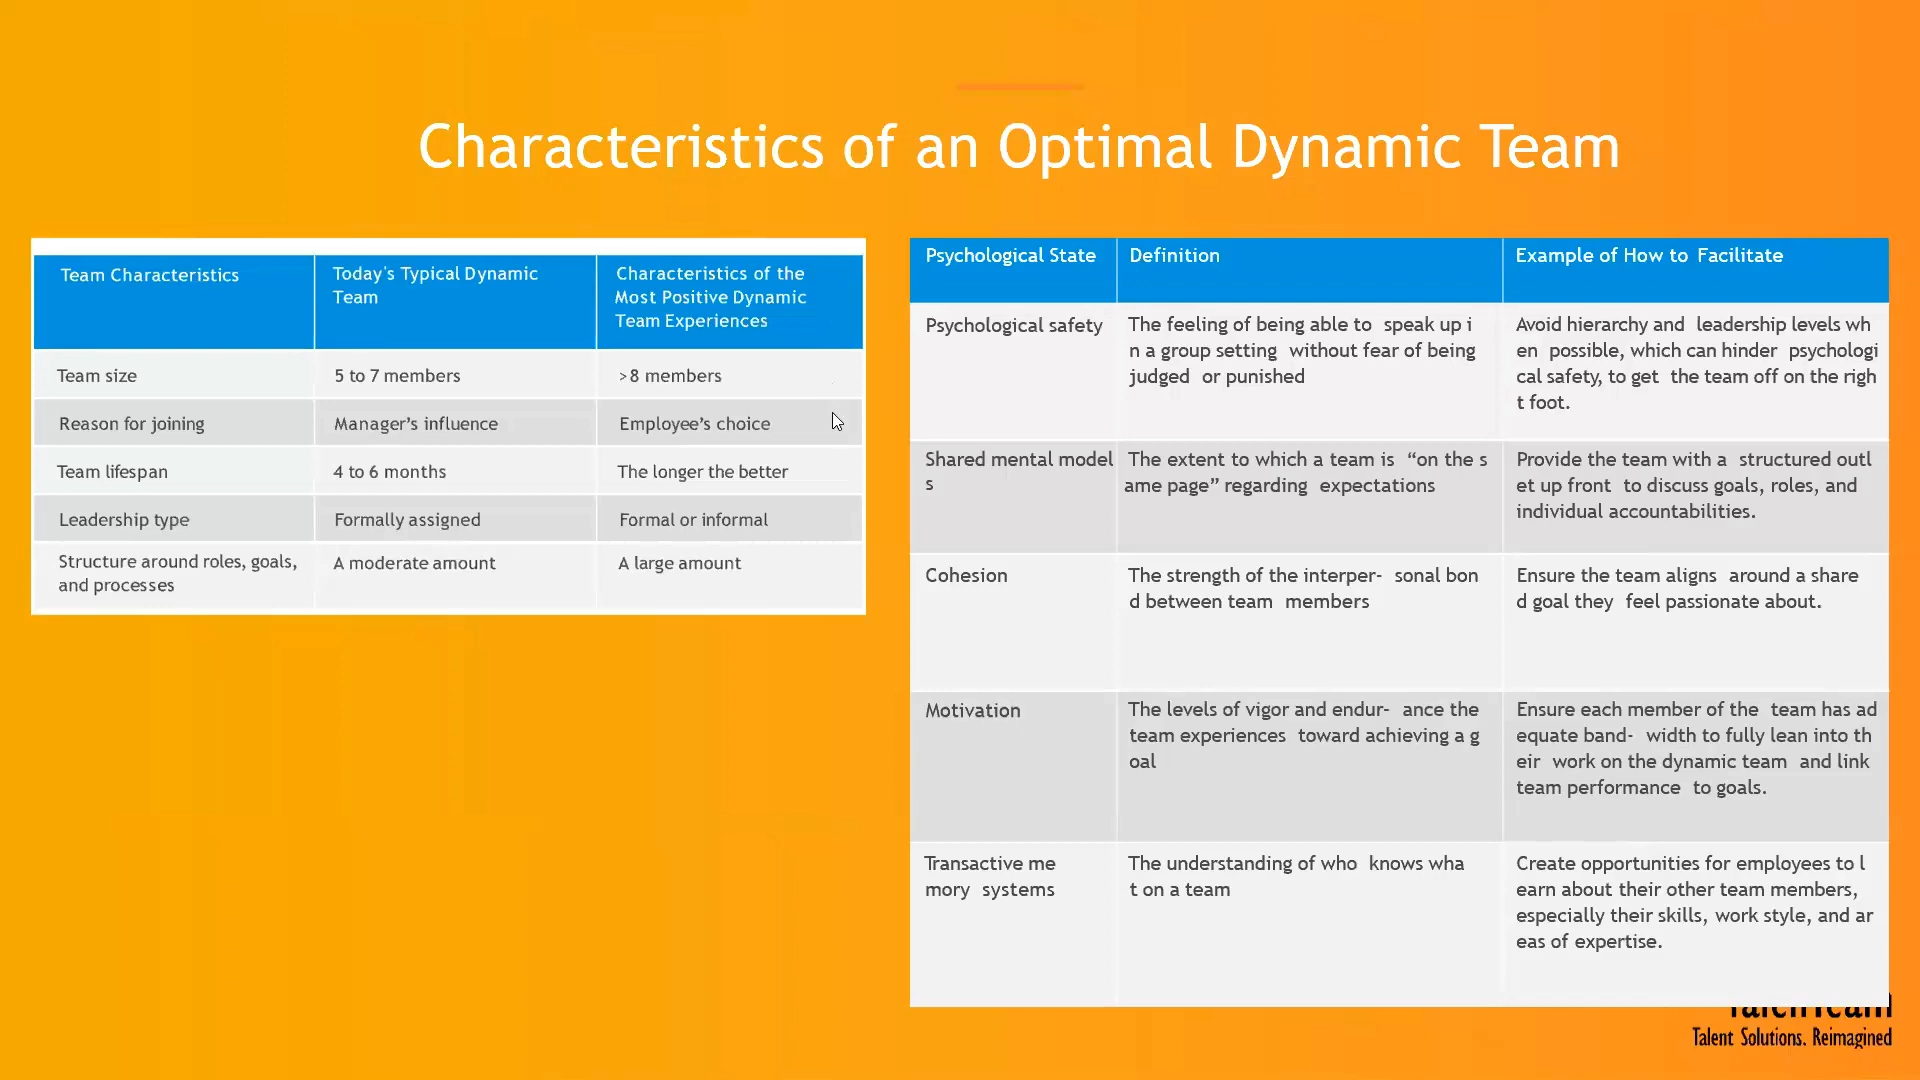 Characteristics of an Optimal Dynamic Team
Team Characteristics
Today's Typical Dynamic
Team
Characteristics of the
Most Positive Dynamic
Team Experiences
Team size
5 to 7 members
>8 members
Reason for joining
Manager’s influence
Employee’s choice
Team lifespan
4 to 6 months
The longer the better
Leadership type
Formally assigned
Formal or informal
Structure around roles, goals,
and processes
A moderate amount
A large amount
Psychological State
Definition
Example of How to Facilitate
Psychological safety
The feeling of being able to speak up i
n a group setting without fear of being
judged or punished
Avoid hierarchy and leadership levels wh
en possible, which can hinder psychologi
cal safety, to get the team off on the righ
t foot.
Shared mental model
s
The extent to which a team is “on the s
ame page” regarding expectations
Provide the team with a structured outl
et up front to discuss goals, roles, and
individual accountabilities.
Cohesion
The strength of the interper- sonal bon
d between team members
Ensure the team aligns around a share
d goal they feel passionate about.
Motivation
The levels of vigor and endur- ance the
team experiences toward achieving a g
oal
Ensure each member of the team has ad
equate band- width to fully lean into th
eir work on the dynamic team and link
team performance to goals.
Transactive me
mory systems
The understanding of who knows wha
t on a team
Create opportunities for employees to l
earn about their other team members,
especially their skills, work style, and ar
eas of expertise.
Talent Solutions. Reimagined